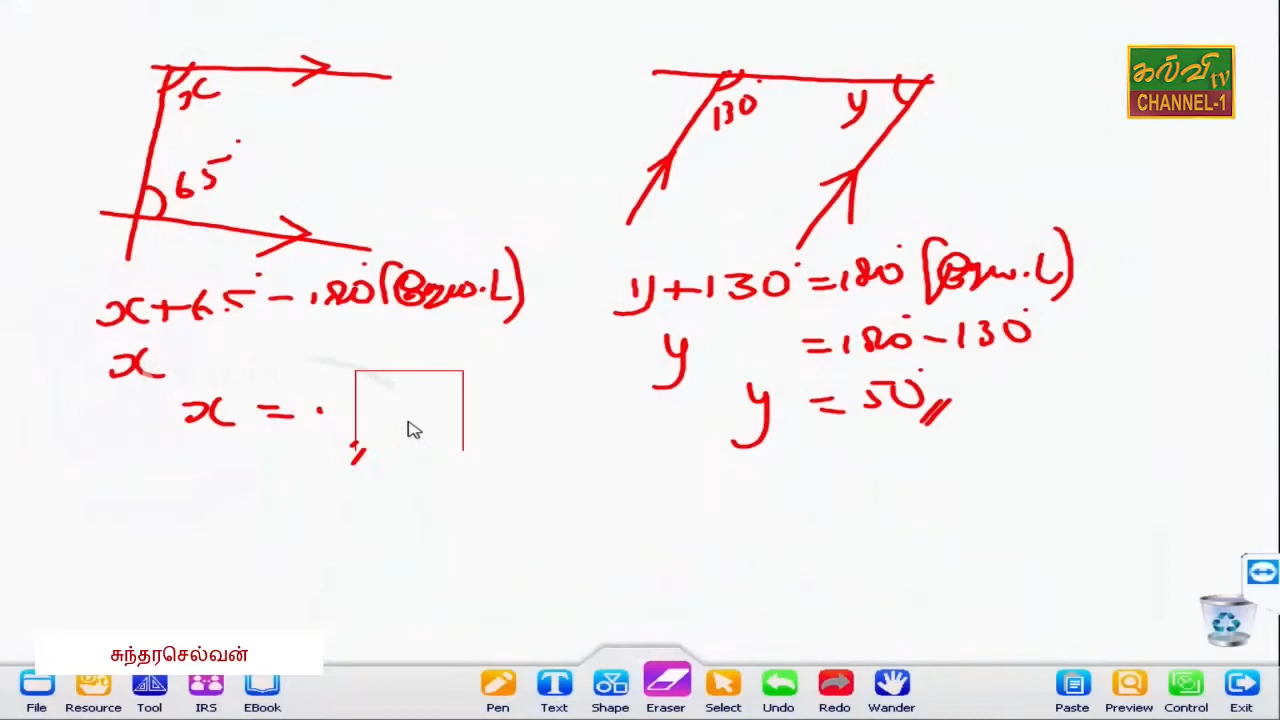 கல்வி tv
CHANNEL-1
x
65°
130°
y
x + 65° = 180°
x
x =
y + 130° = 180°
y = 180° - 130°
y = 50°
சுந்தரசெல்வன்
File Resource Tool IRS EBook Pen Text Shape Eraser Select Undo Redo Wander Paste Preview Control Exit